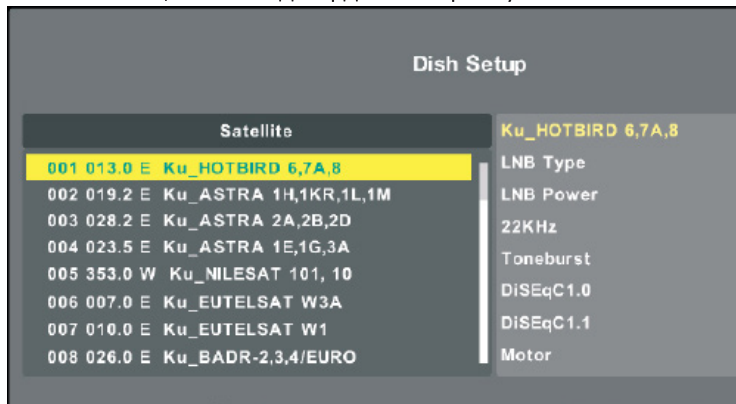 Dish Setup
Satellite
001 013.0 E Ku_HOTBIRD 6,7A,8
002 019.2 E Ku_ASTRA 1H,1KR,1L,1M
003 028.2 E Ku_ASTRA 2A,2B,2D
004 023.5 E Ku_ASTRA 1E,1G,3A
005 353.0 W Ku_NILESAT 101, 10
006 007.0 E Ku_EUTELSAT W3A
007 010.0 E Ku_EUTELSAT W1
008 026.0 E Ku_BADR-2,3,4/EURO
Ku_HOTBIRD 6,7A,8
LNB Type
LNB Power
22KHz
Toneburst
DiSEqC1.0
DiSEqC1.1
Motor